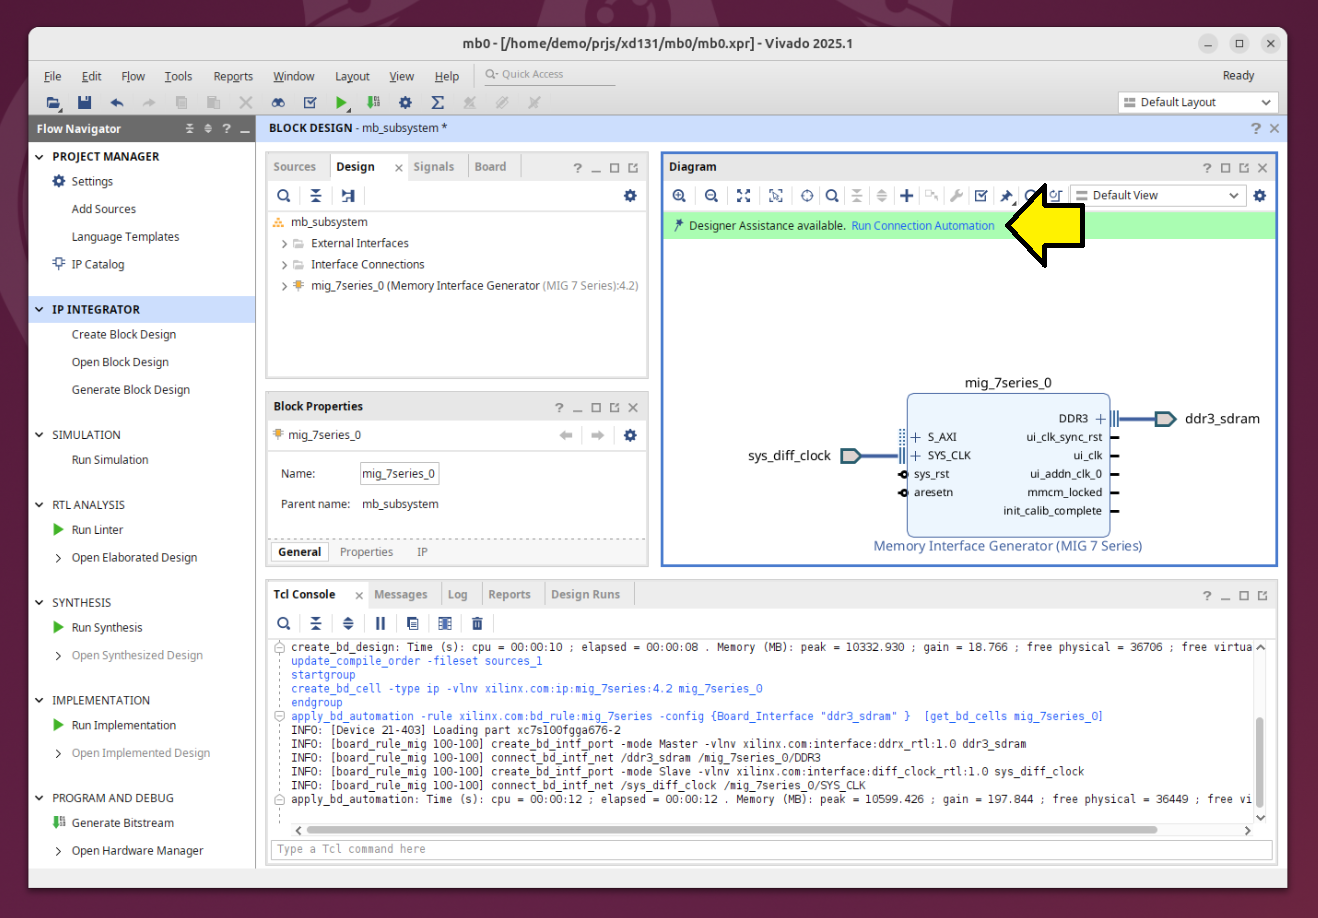 mb0 - [/home/demo/prjs/xd131/mb0/mb0.xpr] - Vivado 2025.1
File Edit Flow Tools Reports Window Layout View Help Quick Access Ready
Default Layout
Flow Navigator
PROJECT MANAGER
Settings
Add Sources
Language Templates
IP Catalog
IP INTEGRATOR
Create Block Design
Open Block Design
Generate Block Design
SIMULATION
Run Simulation
RTL ANALYSIS
Run Linter
Open Elaborated Design
SYNTHESIS
Run Synthesis
Open Synthesized Design
IMPLEMENTATION
Run Implementation
Open Implemented Design
PROGRAM AND DEBUG
Generate Bitstream
Open Hardware Manager
BLOCK DESIGN - mb_subsystem *
Sources Design Signals Board
mb_subsystem
External Interfaces
Interface Connections
mig_7series_0 (Memory Interface Generator (MIG 7 Series):4.2)
Block Properties
mig_7series_0
Name: mig_7series_0
Parent name: mb_subsystem
General Properties IP
Diagram
Default View
Designer Assistance available. Run Connection Automation
mig_7series_0
DDR3
ddr3_sdram
S_AXI
ui_clk_sync_rst
sys_diff_clock
SYS_CLK
ui_clk
sys_rst
ui_addn_clk_0
aresetn
mmcm_locked
init_calib_complete
Memory Interface Generator (MIG 7 Series)
Tcl Console Messages Log Reports Design Runs
create_bd_design: Time (s): cpu = 00:00:10 ; elapsed = 00:00:08 . Memory (MB): peak = 10332.930 ; gain = 18.766 ; free physical = 36706 ; free virtua
update_compile_order -fileset sources_1
startgroup
create_bd_cell -type ip -vlnv xilinx.com:ip:mig_7series:4.2 mig_7series_0
endgroup
apply_bd_automation -rule xilinx.com:bd_rule:mig_7series -config {Board_Interface "ddr3_sdram" }  [get_bd_cells mig_7series_0]
INFO: [Device 21-403] Loading part xc7s100fgga676-2
INFO: [board_rule_mig 100-100] create_bd_intf_port -mode Master -vlnv xilinx.com:interface:ddrx_rtl:1.0 ddr3_sdram
INFO: [board_rule_mig 100-100] connect_bd_intf_net /ddr3_sdram /mig_7series_0/DDR3
INFO: [board_rule_mig 100-100] create_bd_intf_port -mode Slave -vlnv xilinx.com:interface:diff_clock_rtl:1.0 sys_diff_clock
INFO: [board_rule_mig 100-100] connect_bd_intf_net /sys_diff_clock /mig_7series_0/SYS_CLK
apply_bd_automation: Time (s): cpu = 00:00:12 ; elapsed = 00:00:12 . Memory (MB): peak = 10599.426 ; gain = 197.844 ; free physical = 36449 ; free vi
Type a Tcl command here